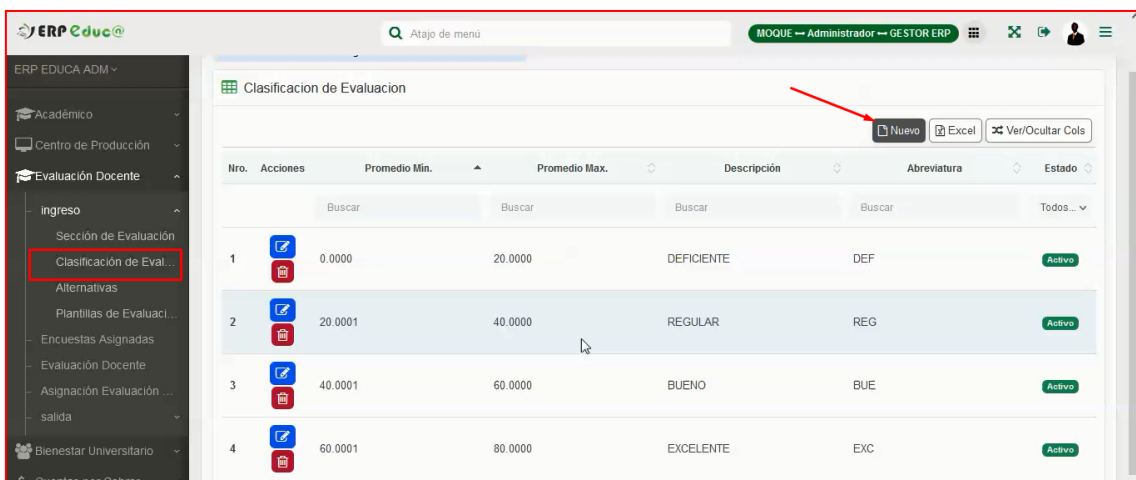 ERP Educ@
Atajo de menú
MOQUE ↔ Administrador ↔ GESTOR ERP
ERP EDUCA ADM
Académico
Centro de Producción
Evaluación Docente
ingreso
Sección de Evaluación
Clasificación de Eval...
Alternativas
Plantillas de Evaluaci...
Encuestas Asignadas
Evaluación Docente
Asignación Evaluación ...
salida
Bienestar Universitario
Clasificacion de Evaluacion
Nuevo Excel Ver/Ocultar Cols
Nro. Acciones Promedio Min. Promedio Max. Descripción Abreviatura Estado
Buscar Buscar Buscar Buscar Todos...
1 0.0000 20.0000 DEFICIENTE DEF Activo
2 20.0001 40.0000 REGULAR REG Activo
3 40.0001 60.0000 BUENO BUE Activo
4 60.0001 80.0000 EXCELENTE EXC Activo